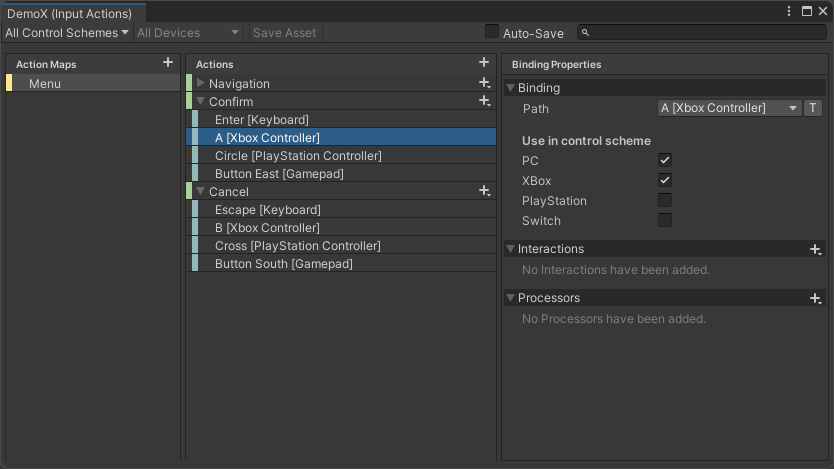 DemoX (Input Actions)
All Control Schemes All Devices Save Asset Auto-Save
Action Maps
Menu
Actions
Navigation
Confirm
Enter [Keyboard]
A [Xbox Controller]
Circle [PlayStation Controller]
Button East [Gamepad]
Cancel
Escape [Keyboard]
B [Xbox Controller]
Cross [PlayStation Controller]
Button South [Gamepad]
Binding Properties
Binding
Path A [Xbox Controller] T
Use in control scheme
PC
XBox
PlayStation
Switch
Interactions
No Interactions have been added.
Processors
No Processors have been added.